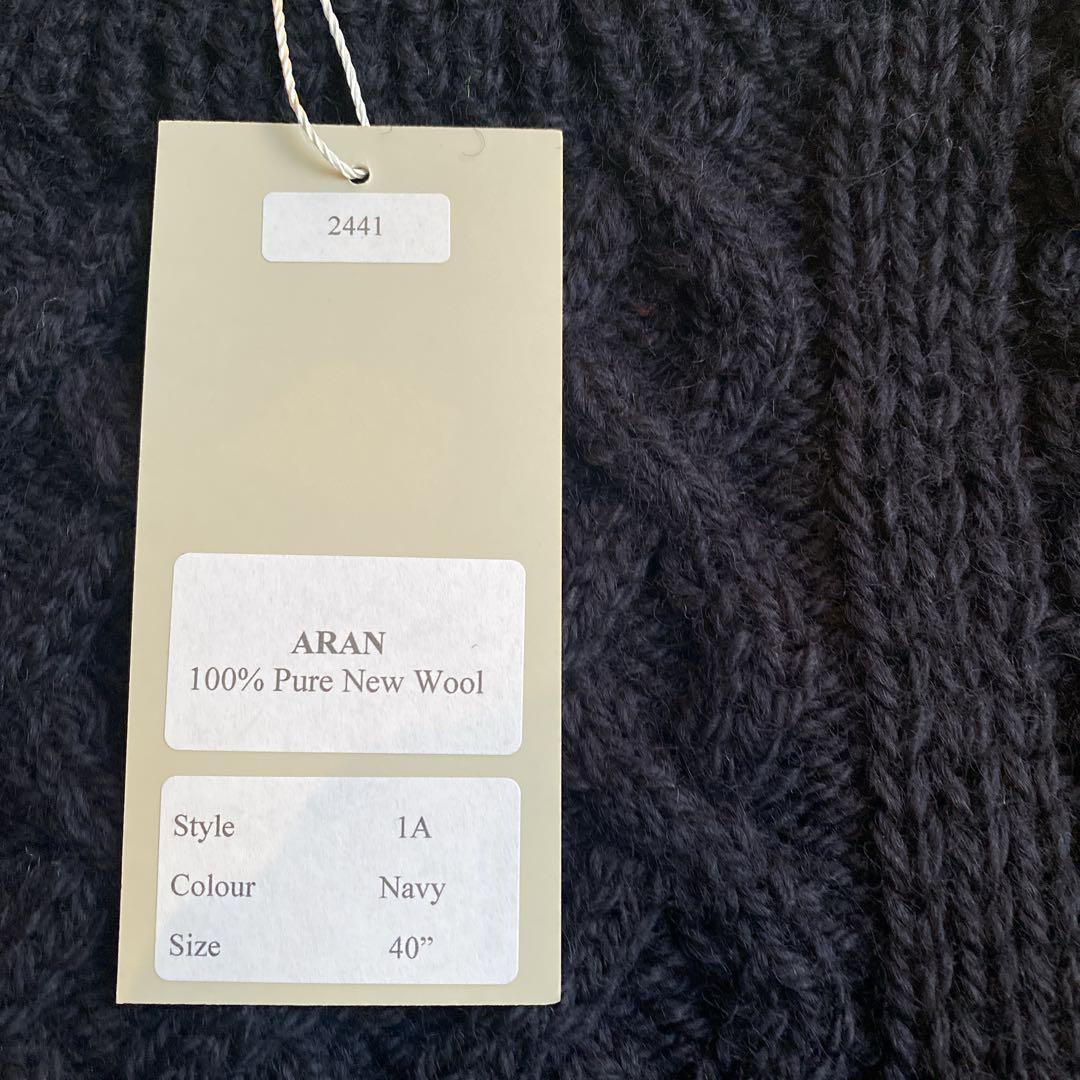 2441
ARAN
100% Pure New Wool
Style 1A
Colour Navy
Size 40”